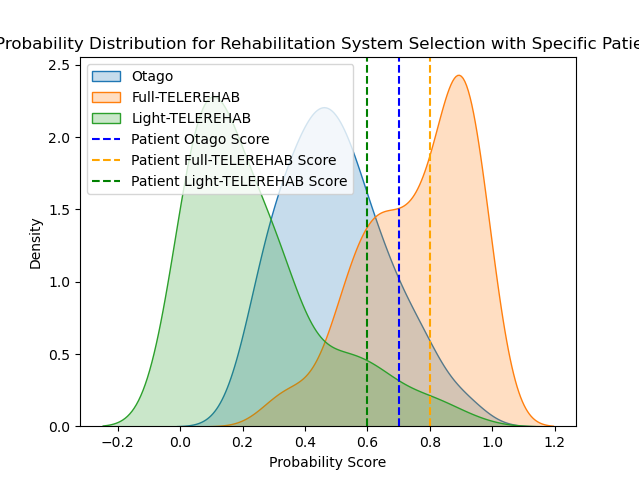 Probability Distribution for Rehabilitation System Selection with Specific Patie
Otago
Full-TELEREHAB
Light-TELEREHAB
Patient Otago Score
Patient Full-TELEREHAB Score
Patient Light-TELEREHAB Score
Density
2.5
2.0
1.5
1.0
0.5
0.0
−0.2 0.0 0.2 0.4 0.6 0.8 1.0 1.2
Probability Score